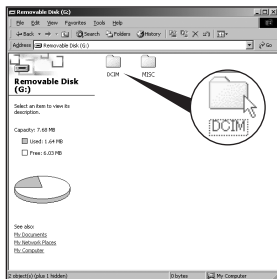 Removable Disk (G:)
File Edit View Favorites Tools Help
Back Search Folders History
Address Removable Disk (G:) Go
Removable Disk (G:)
DCIM MISC
Select an item to view its description.
Capacity: 7.68 MB
Used: 1.64 MB
Free: 6.03 MB
DCIM
See also:
My Documents
My Network Places
My Computer
2 object(s) (plus 1 hidden) 0 bytes My Computer